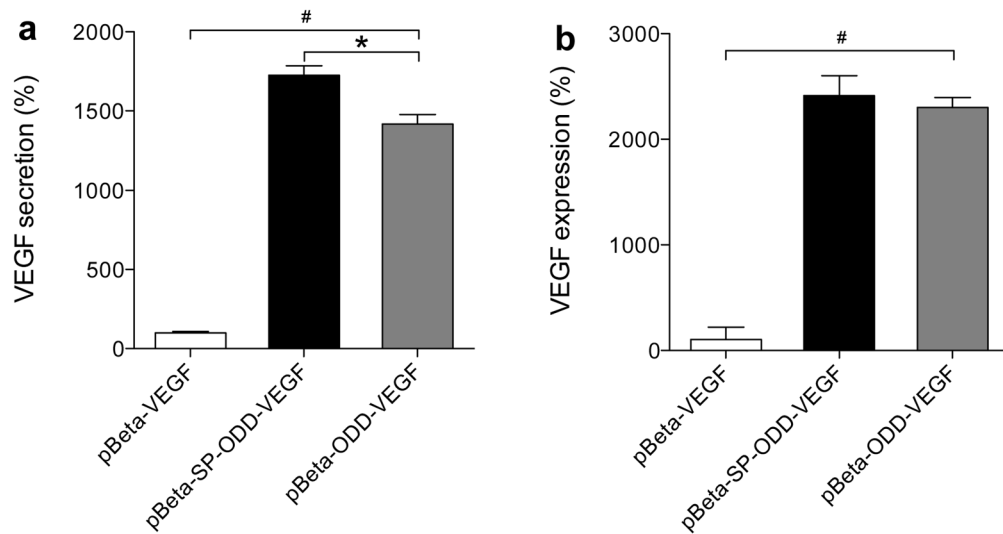 a
VEGF secretion (%)
2000
1500
1000
500
0
#
*
pBeta-VEGF
pBeta-SP-ODD-VEGF
pBeta-ODD-VEGF
b
VEGF expression (%)
3000
2000
1000
0
#
pBeta-VEGF
pBeta-SP-ODD-VEGF
pBeta-ODD-VEGF